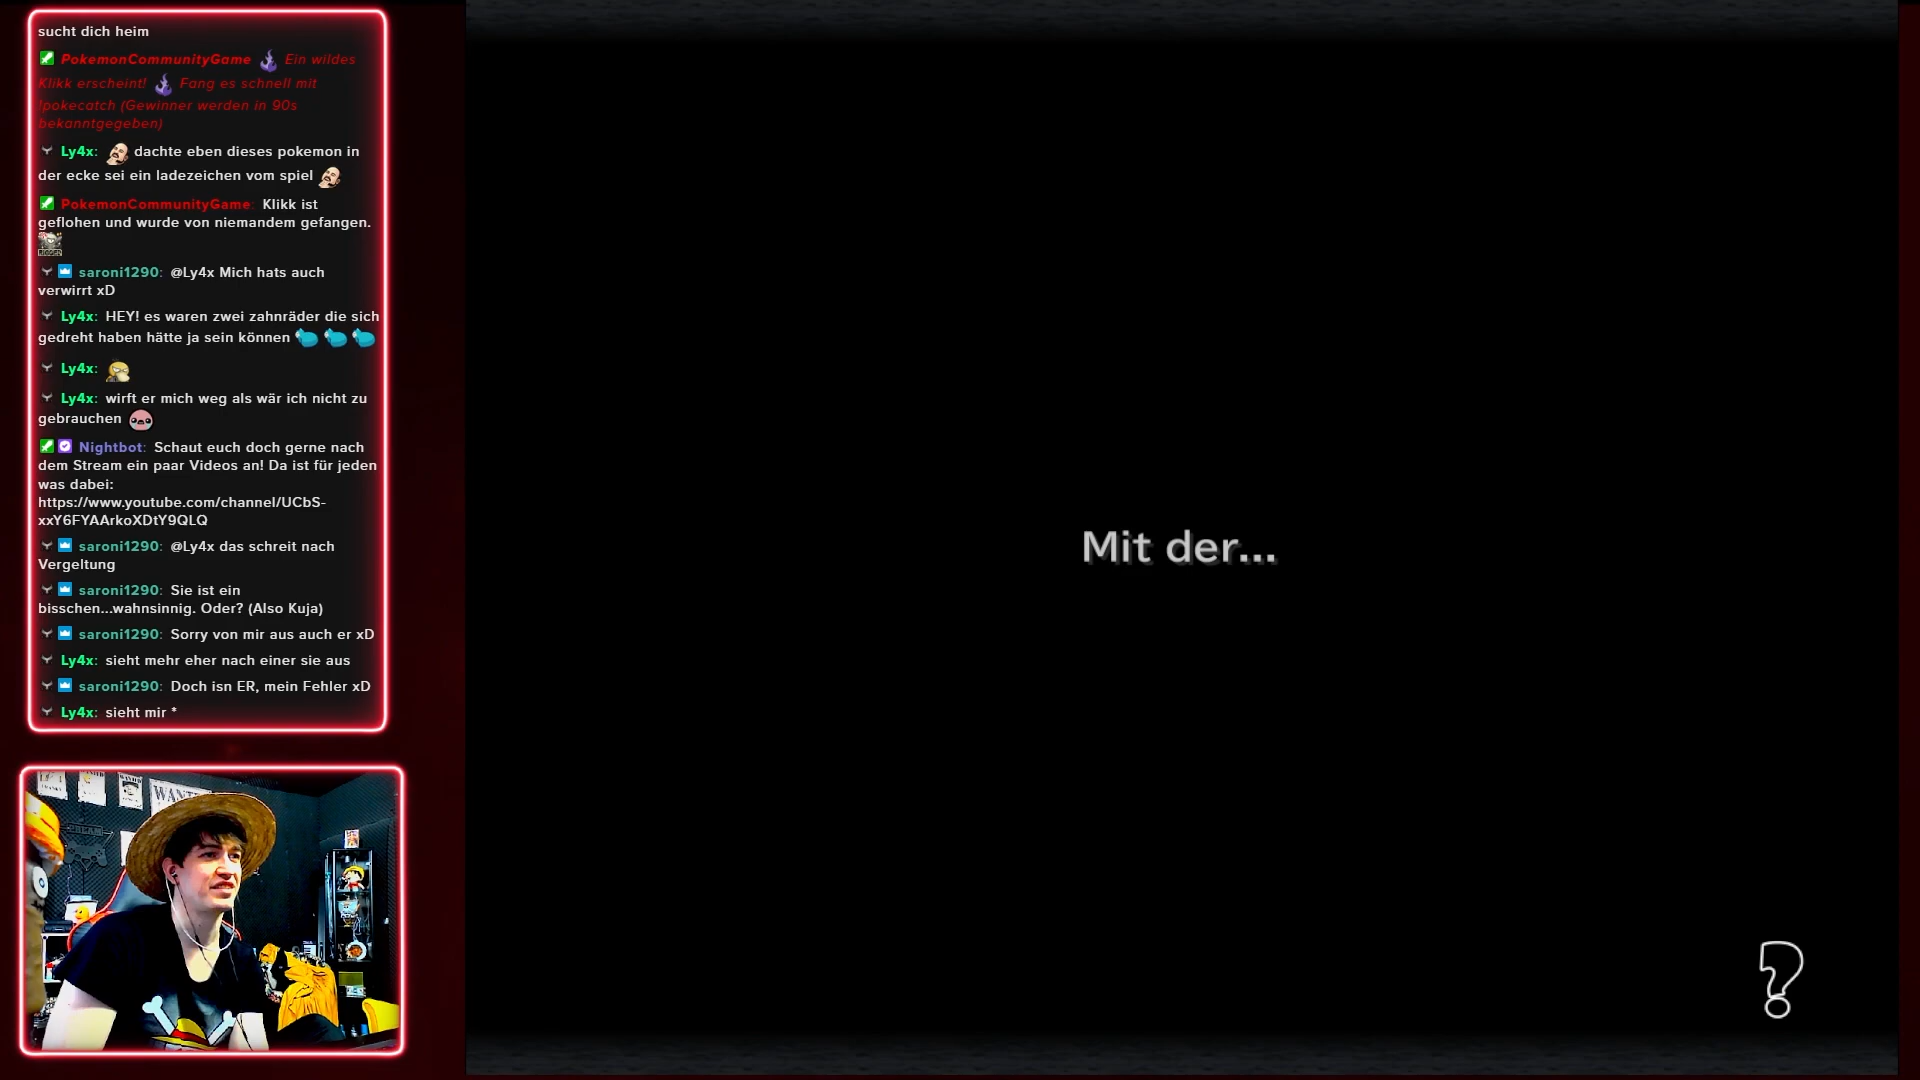 sucht dich heim
PokemonCommunityGame Ein wildes
Klikk erscheint! Fang es schnell mit
!pokecatch (Gewinner werden in 90s
bekanntgegeben)
Ly4x: dachte eben dieses pokemon in
der ecke sei ein ladezeichen vom spiel
PokemonCommunityGame: Klikk ist
geflohen und wurde von niemandem gefangen.
saroni1290: @Ly4x Mich hats auch
verwirrt xD
Ly4x: HEY! es waren zwei zahnräder die sich
gedreht haben hätte ja sein können
Ly4x:
Ly4x: wirft er mich weg als wär ich nicht zu
gebrauchen
Nightbot: Schaut euch doch gerne nach
dem Stream ein paar Videos an! Da ist für jeden
was dabei:
https://www.youtube.com/channel/UCbS-
xxY6FYAArkoXDtY9QLQ
saroni1290: @Ly4x das schreit nach
Vergeltung
saroni1290: Sie ist ein
bisschen...wahnsinnig. Oder? (Also Kuja)
saroni1290: Sorry von mir aus auch er xD
Ly4x: sieht mehr eher nach einer sie aus
saroni1290: Doch isn ER, mein Fehler xD
Ly4x: sieht mir *
Mit der...
?
WANTED
DREAM